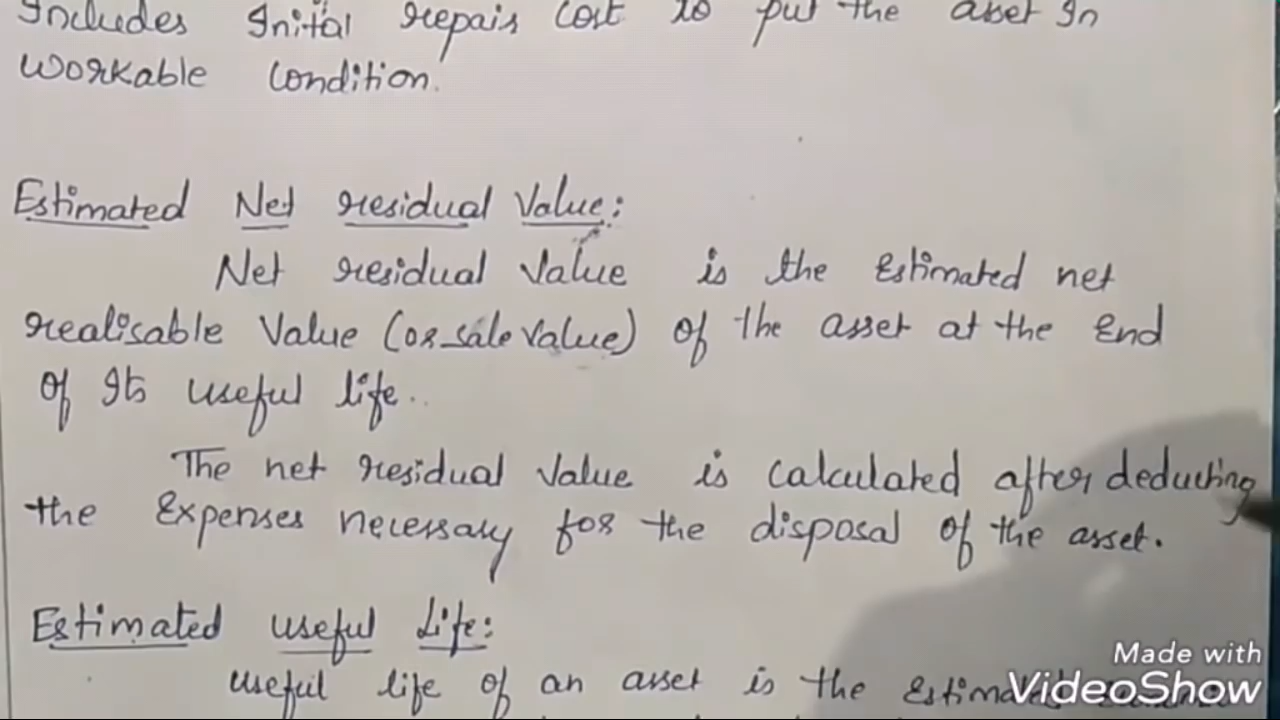 Includes Inital repair cost to put the asset In
workable condition.
Estimated Net residual Value:
Net residual Value is the Estimated net
realisable Value (or sale value) of the asset at the End
of Its useful life.
The net residual Value is calculated after deducting
the Expenses necessary for the disposal of the asset.
Estimated useful Life:
useful life of an asset is the Estimated
Made with
VideoShow